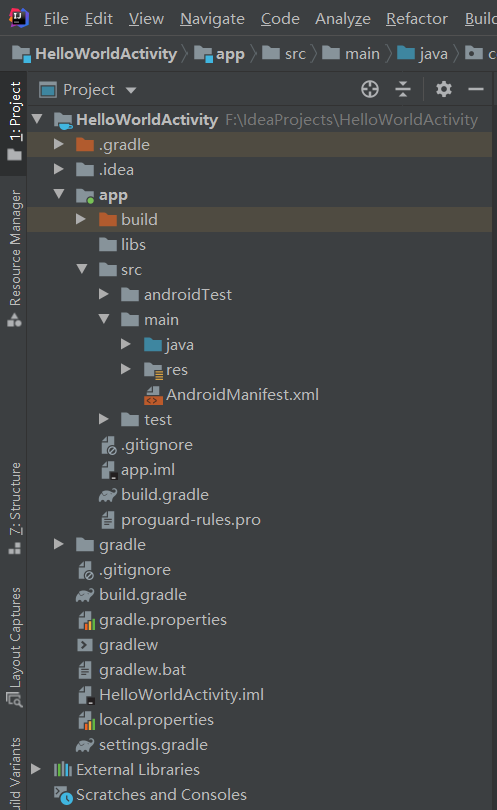 File Edit View Navigate Code Analyze Refactor Build
HelloWorldActivity app src main java
Project
HelloWorldActivity F:\IdeaProjects\HelloWorldActivity
.gradle
.idea
app
build
libs
src
androidTest
main
java
res
AndroidManifest.xml
test
.gitignore
app.iml
build.gradle
proguard-rules.pro
gradle
.gitignore
build.gradle
gradle.properties
gradlew
gradlew.bat
HelloWorldActivity.iml
local.properties
settings.gradle
External Libraries
Scratches and Consoles
1: Project
Resource Manager
Z: Structure
Layout Captures
uild Variants